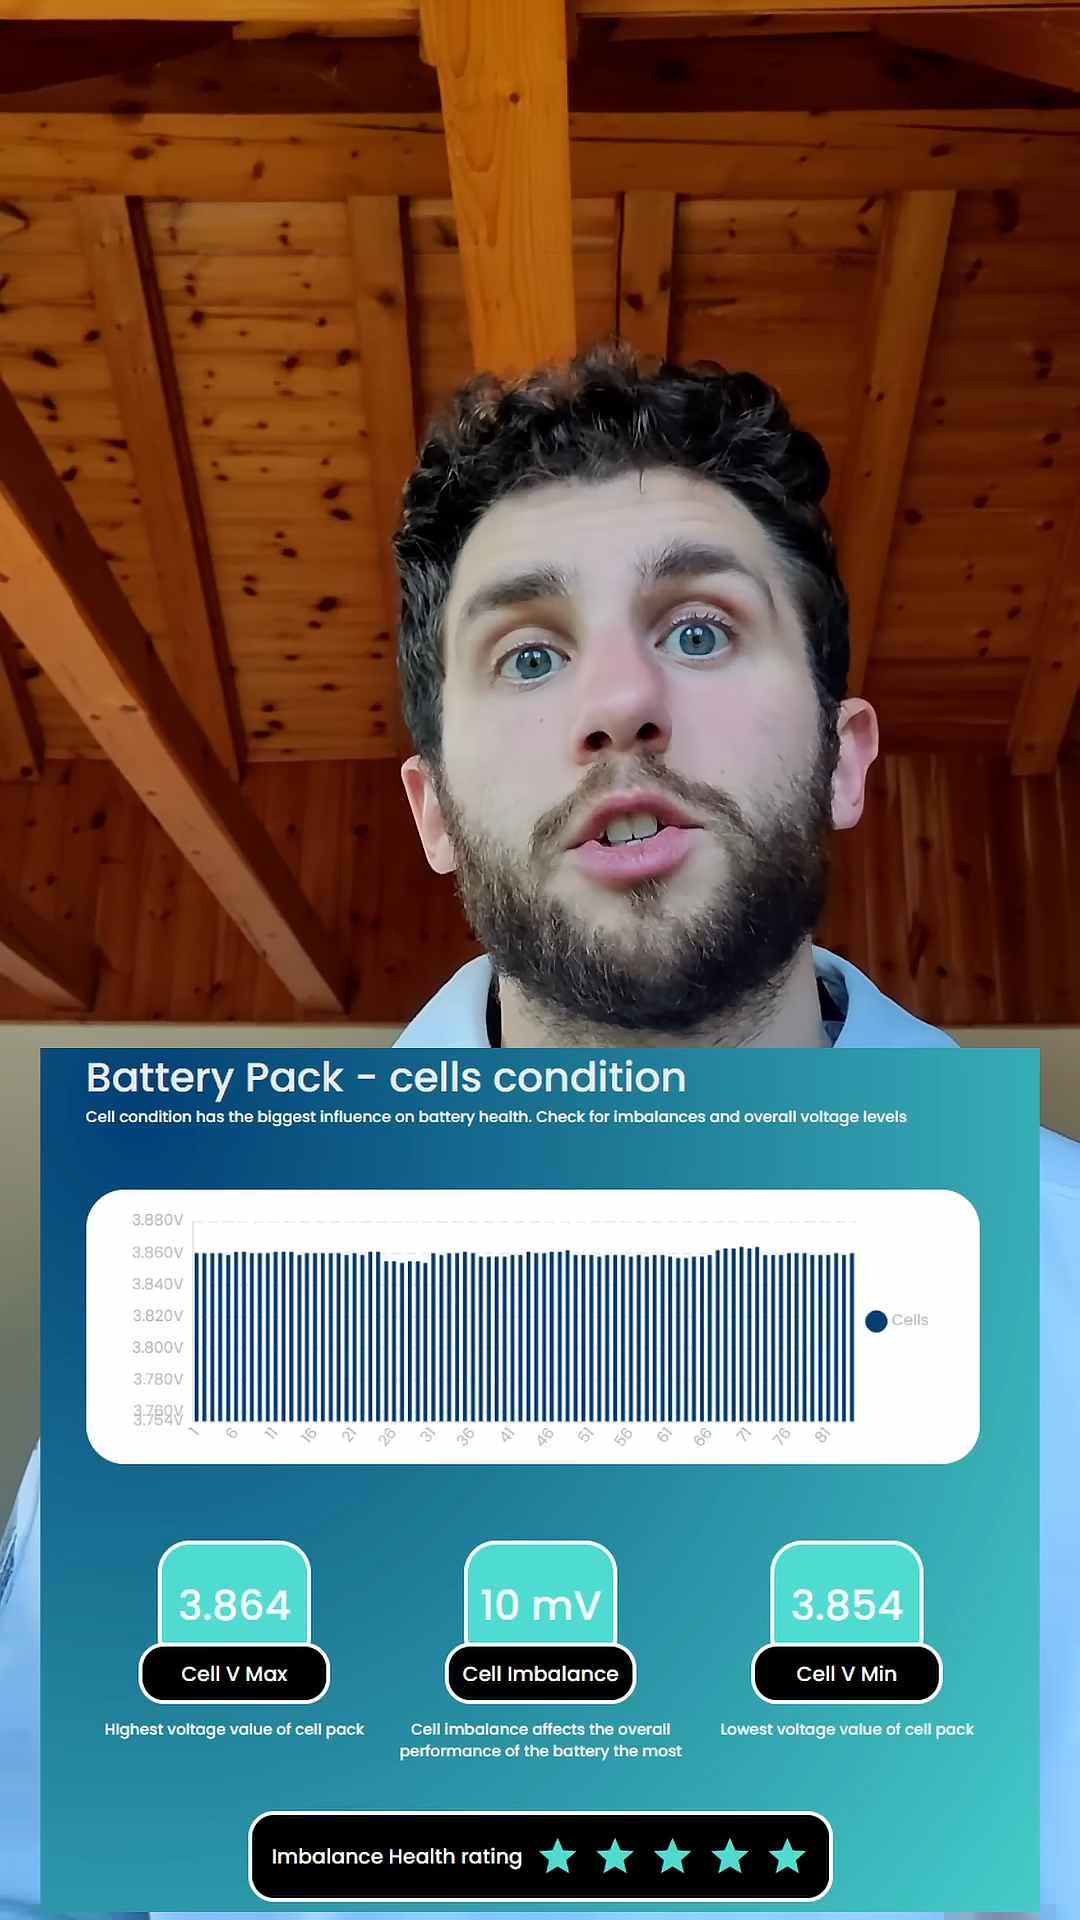 Battery Pack - cells condition
Cell condition has the biggest influence on battery health. Check for imbalances and overall voltage levels
3.880V
3.860V
3.840V
3.820V
3.800V
3.780V
3.760V
3.754V
Cells
1 6 11 16 21 26 31 36 41 46 51 56 61 66 71 76 81
3.864 10 mV 3.854
Cell V Max Cell Imbalance Cell V Min
Highest voltage value of cell pack Cell imbalance affects the overall Lowest voltage value of cell pack
performance of the battery the most
Imbalance Health rating